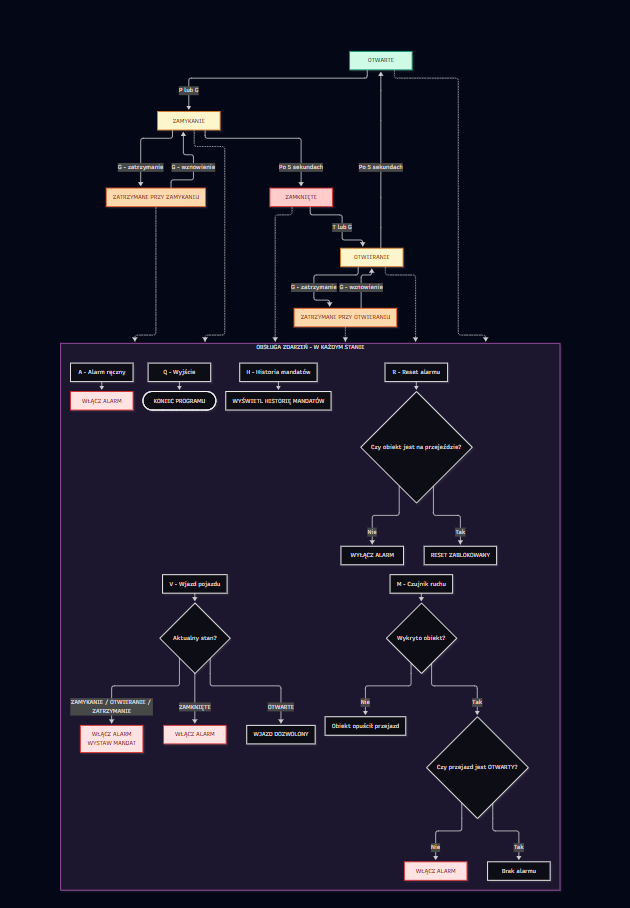 OTWARTE
P lub G
ZAMYKANIE
G - zatrzymanie
G - wznowienie
Po 5 sekundach
Po 5 sekundach
ZATRZYMANE PRZY ZAMYKANIU
ZAMKNIĘTE
T lub G
OTWIERANIE
G - zatrzymanie
G - wznowienie
ZATRZYMANE PRZY OTWIERANIU
OBSŁUGA ZDARZEŃ - W KAŻDYM STANIE
A - Alarm ręczny
Q - Wyjście
H - Historia mandatów
R - Reset alarmu
WŁĄCZ ALARM
KONIEC PROGRAMU
WYŚWIETL HISTORIĘ MANDATÓW
Czy obiekt jest na przejeździe?
Nie
Tak
WYŁĄCZ ALARM
RESET ZABLOKOWANY
V - Wjazd pojazdu
M - Czujnik ruchu
Aktualny stan?
Wykryto obiekt?
ZAMYKANIE / OTWIERANIE /
ZATRZYMANIE
ZAMKNIĘTE
OTWARTE
Nie
Tak
WŁĄCZ ALARM
WYSTAW MANDAT
WŁĄCZ ALARM
WJAZD DOZWOLONY
Obiekt opuścił przejazd
Czy przejazd jest OTWARTY?
Nie
Tak
WŁĄCZ ALARM
Brak alarmu